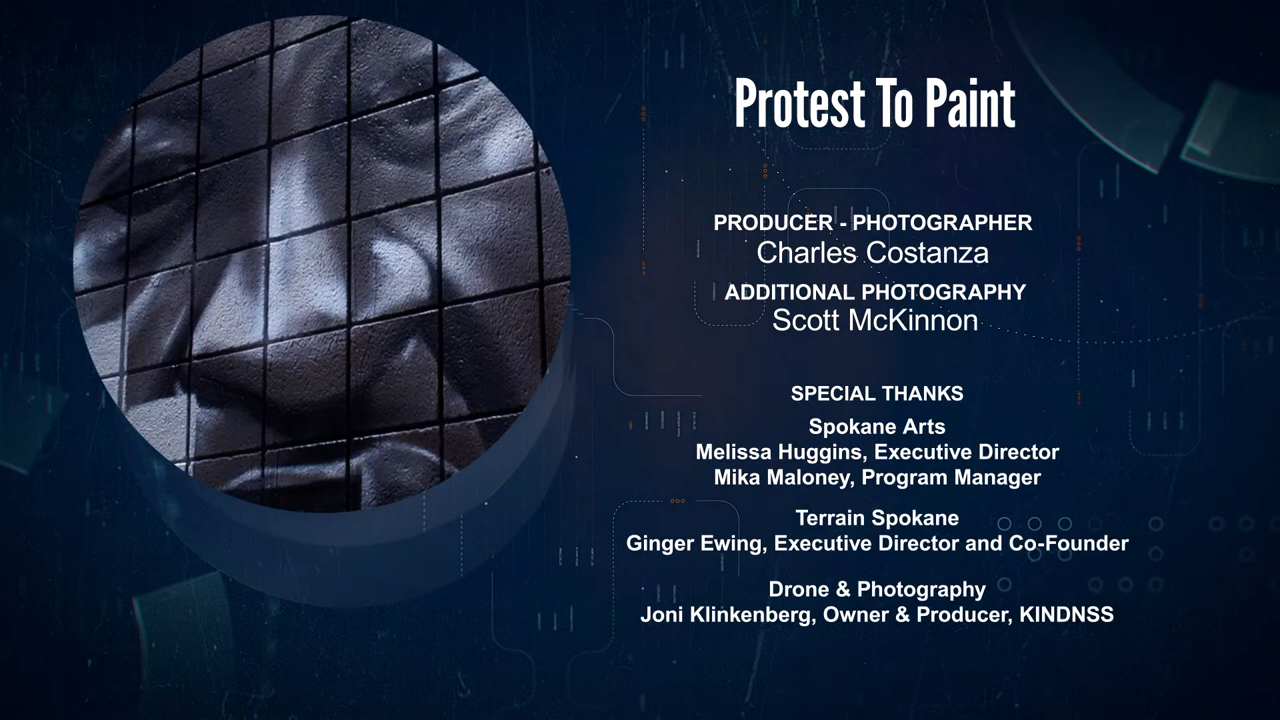 Protest To Paint
PRODUCER - PHOTOGRAPHER
Charles Costanza
ADDITIONAL PHOTOGRAPHY
Scott McKinnon
SPECIAL THANKS
Spokane Arts
Melissa Huggins, Executive Director
Mika Maloney, Program Manager
Terrain Spokane
Ginger Ewing, Executive Director and Co-Founder
Drone & Photography
Joni Klinkenberg, Owner & Producer, KINDNSS